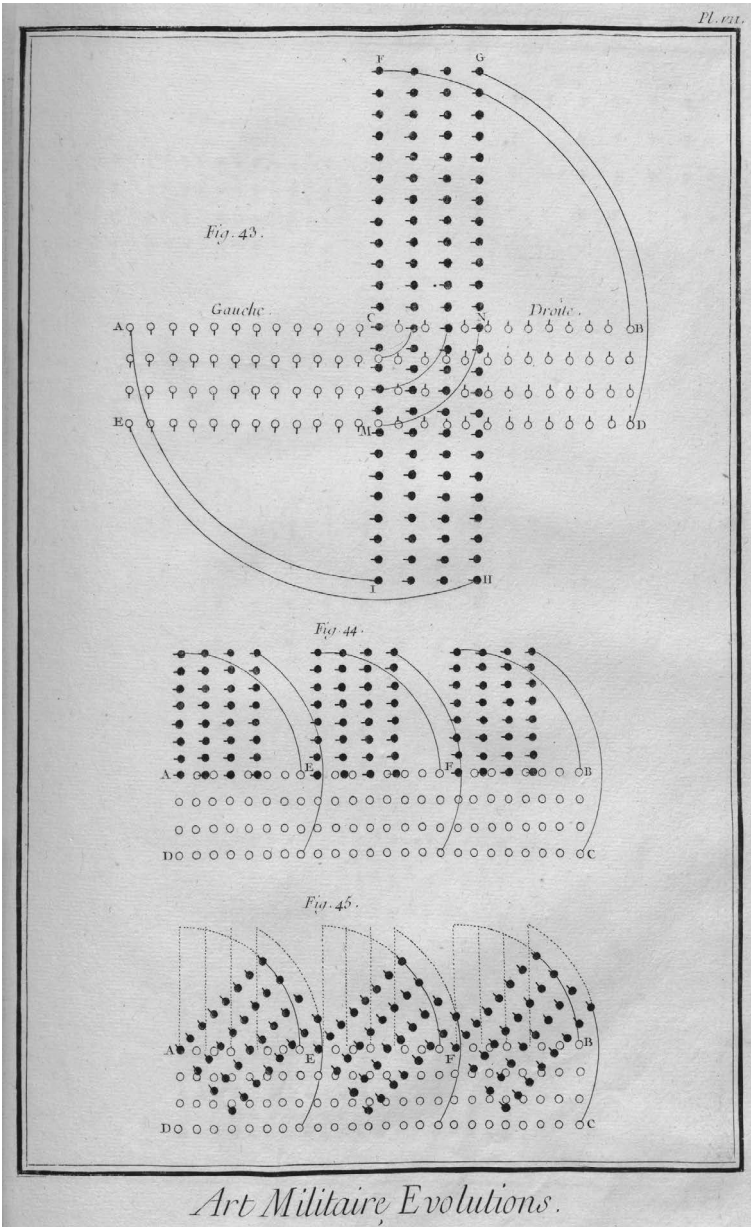 Pl. VII.
F G
Fig. 43.
Gauche. C N Droite.
A B
E M D
I H
Fig. 44.
A E F B
D C
Fig. 45.
A E F B
D C
Art Militaire, Evolutions.